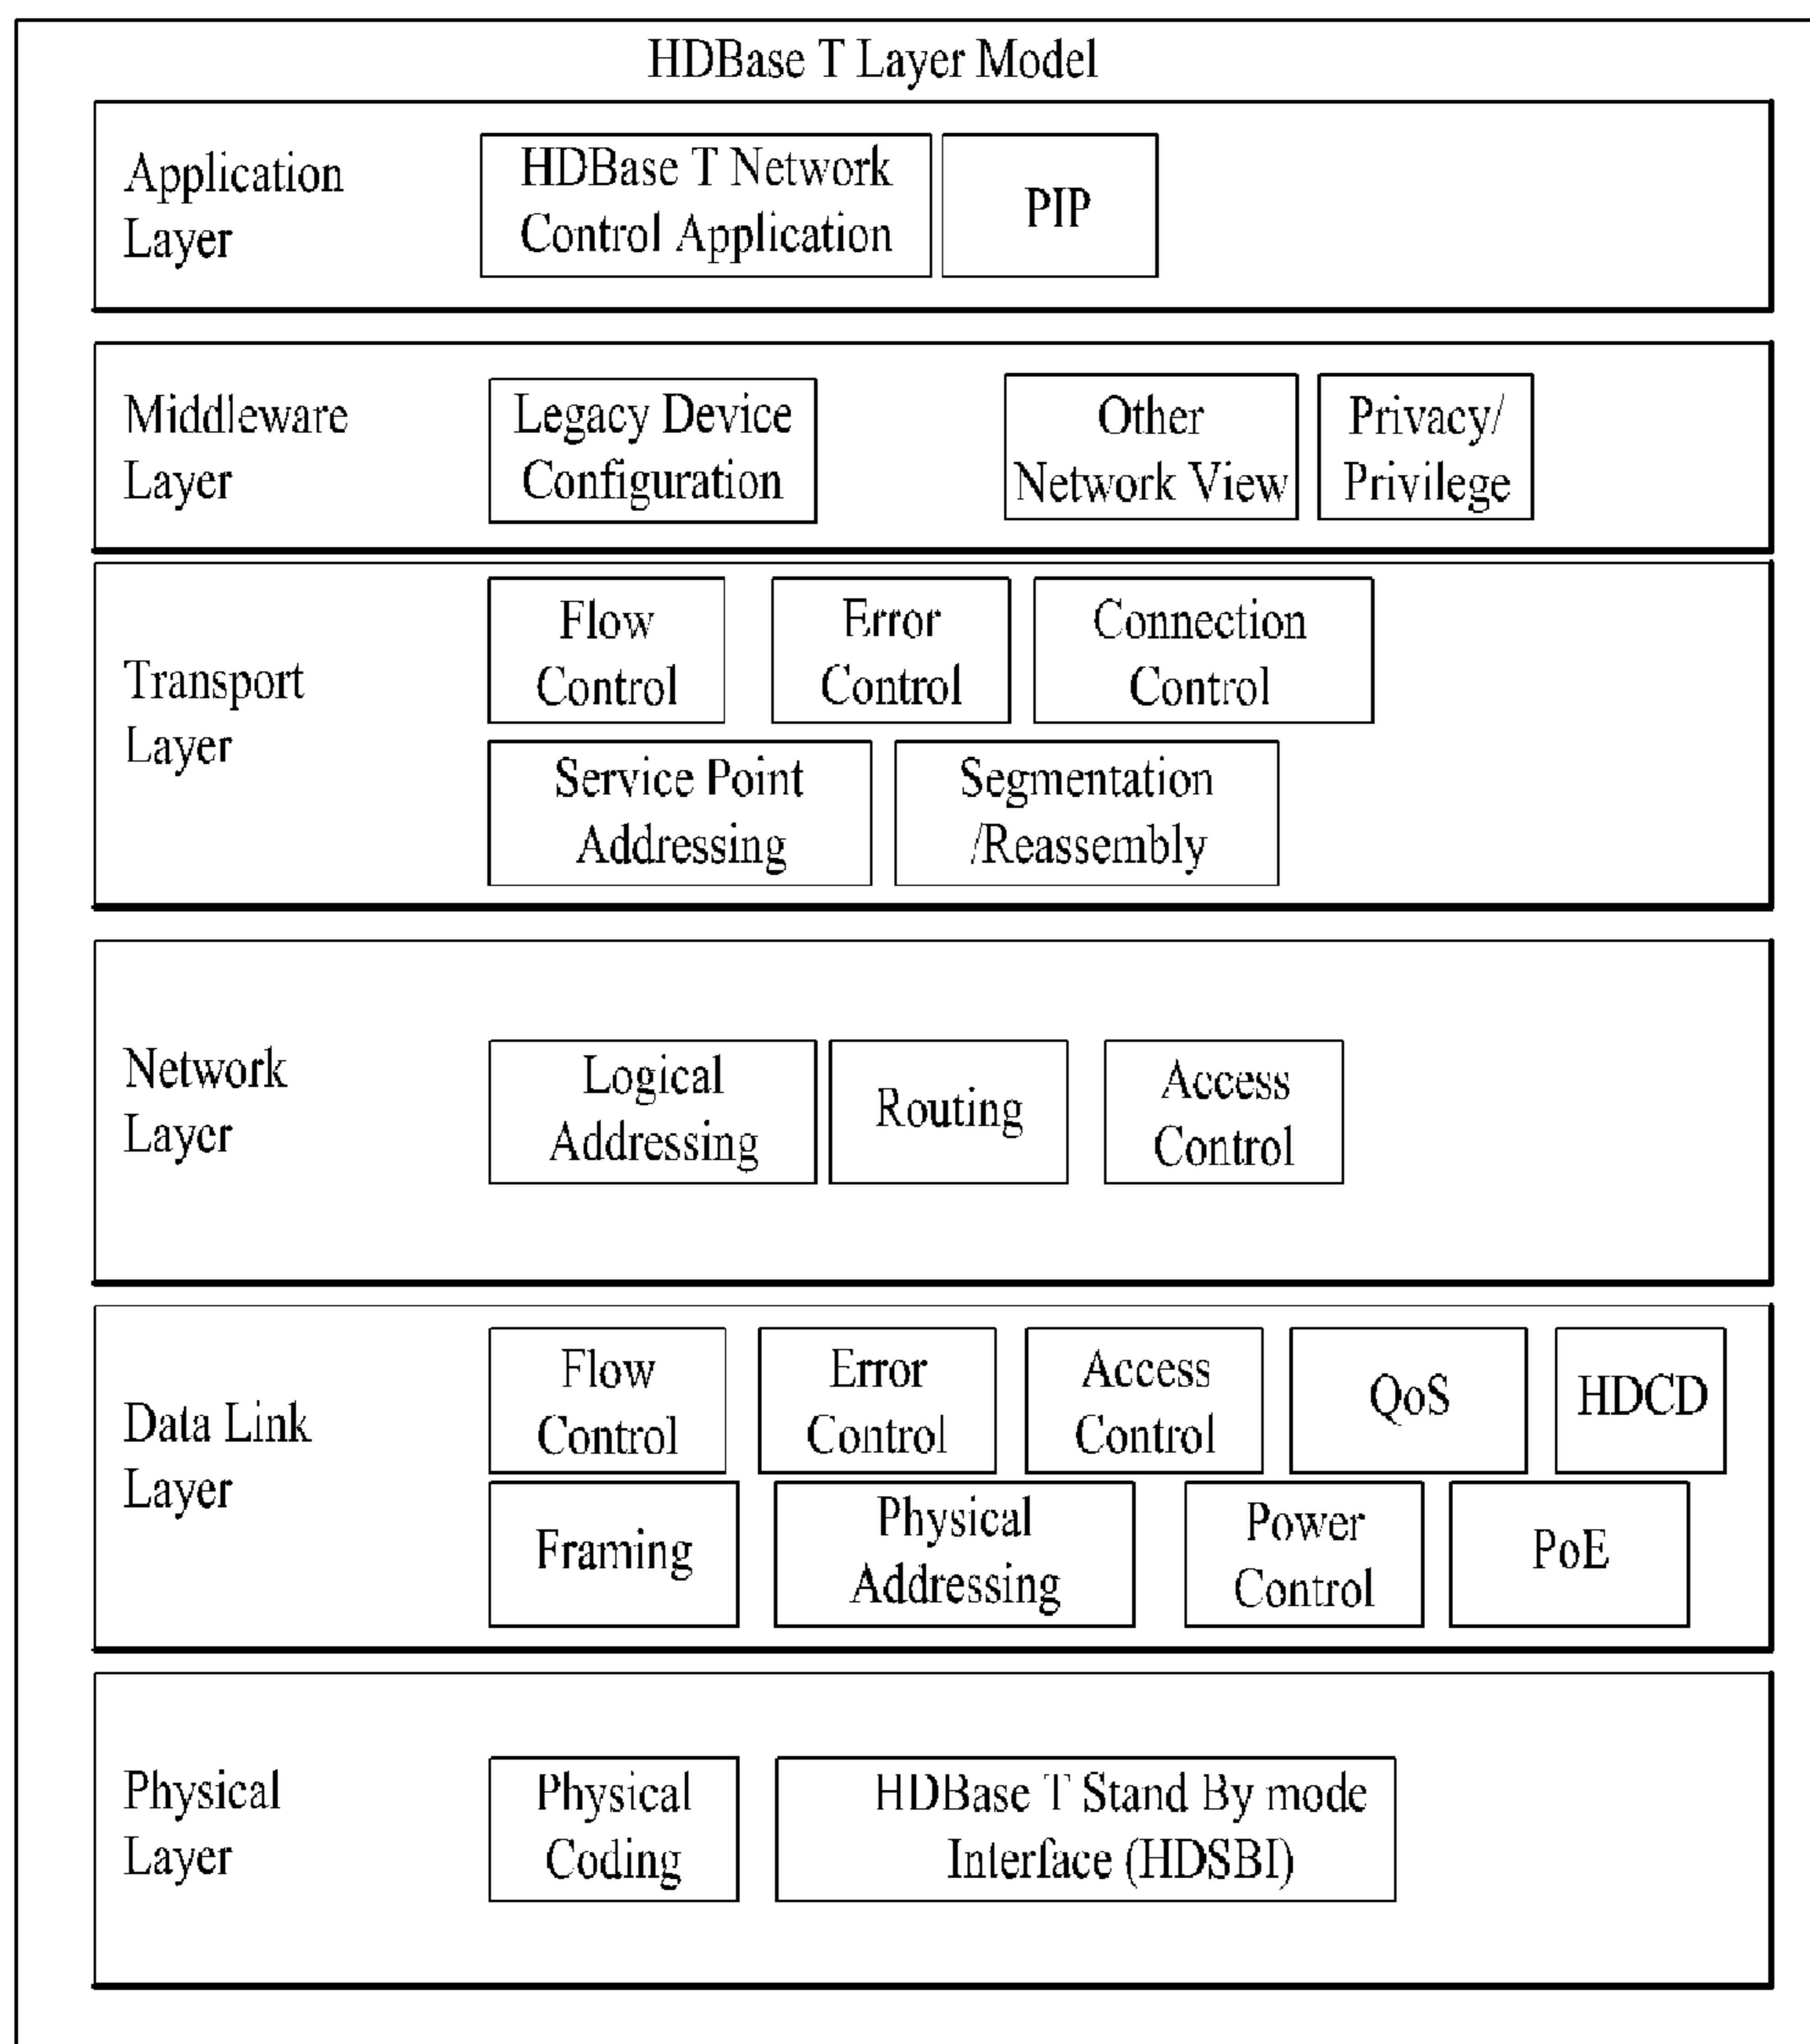 HDBase T Layer Model
Application
Layer
HDBase T Network
Control Application
PIP
Middleware
Layer
Legacy Device
Configuration
Other
Network View
Privacy/
Privilege
Transport
Layer
Flow
Control
Error
Control
Connection
Control
Service Point
Addressing
Segmentation
/Reassembly
Network
Layer
Logical
Addressing
Routing
Access
Control
Data Link
Layer
Flow
Control
Error
Control
Access
Control
QoS
HDCD
Framing
Physical
Addressing
Power
Control
PoE
Physical
Layer
Physical
Coding
HDBase T Stand By mode
Interface (HDSBI)